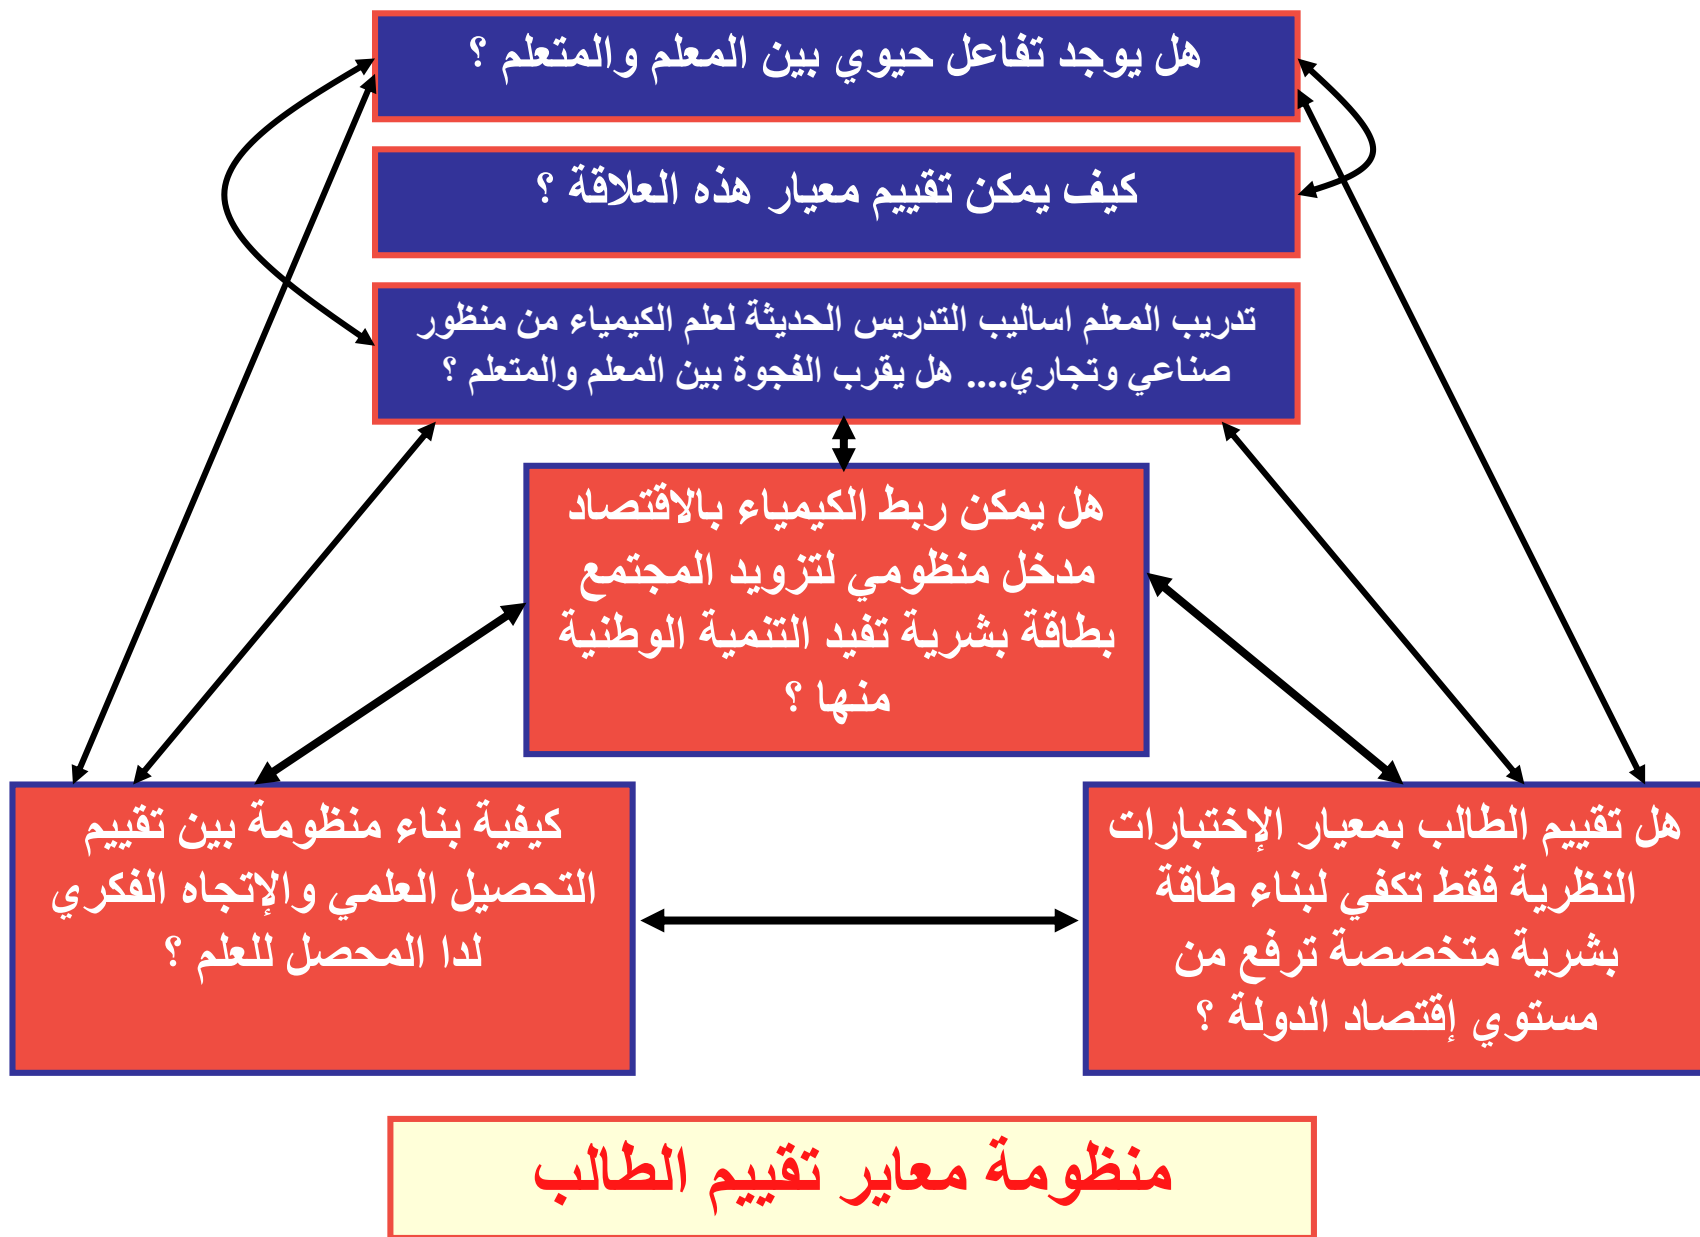 هل يوجد تفاعل حيوي بين المعلم والمتعلم ؟
كيف يمكن تقييم معيار هذه العلاقة ؟
تدريب المعلم اساليب التدريس الحديثة لعلم الكيمياء من منظور
صناعي وتجاري.... هل يقرب الفجوة بين المعلم والمتعلم ؟
هل يمكن ربط الكيمياء بالاقتصاد
مدخل منظومي لتزويد المجتمع
بطاقة بشرية تفيد التنمية الوطنية
منها ؟
هل تقييم الطالب بمعيار الإختبارات
النظرية فقط تكفي لبناء طاقة
بشرية متخصصة ترفع من
مستوي إقتصاد الدولة ؟
كيفية بناء منظومة بين تقييم
التحصيل العلمي والإتجاه الفكري
لدا المحصل للعلم ؟
منظومة معاير تقييم الطالب